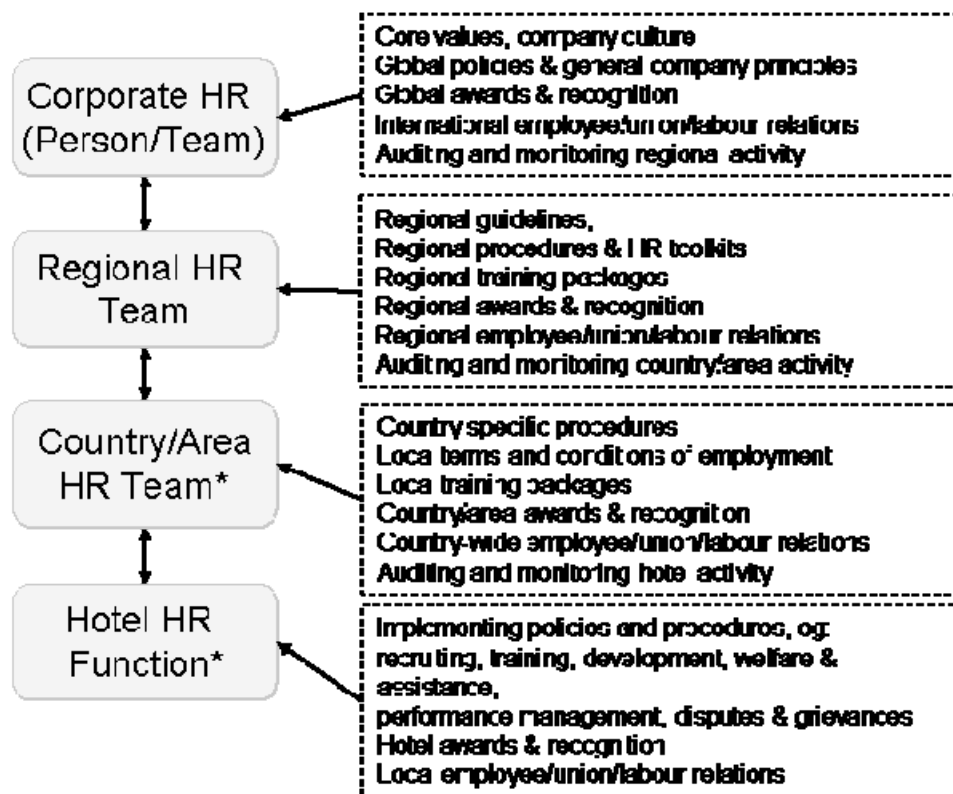 Corporate HR
(Person/Team)
Core values, company culture
Global policies & general company principles
Global awards & recognition
International employee/union/labour relations
Auditing and monitoring regional activity
Regional HR
Team
Regional guidelines,
Regional procedures & HR toolkits
Regional training packages
Regional awards & recognition
Regional employee/union/labour relations
Auditing and monitoring country/area activity
Country/Area
HR Team*
Country specific procedures
Local terms and conditions of employment
Local training packages
Country/area awards & recognition
Country-wide employee/union/labour relations
Auditing and monitoring hotel activity
Hotel HR
Function*
Implementing policies and procedures, eg:
recruiting, training, development, welfare &
assistance,
performance management, disputes & grievances
Hotel awards & recognition
Local employee/union/labour relations